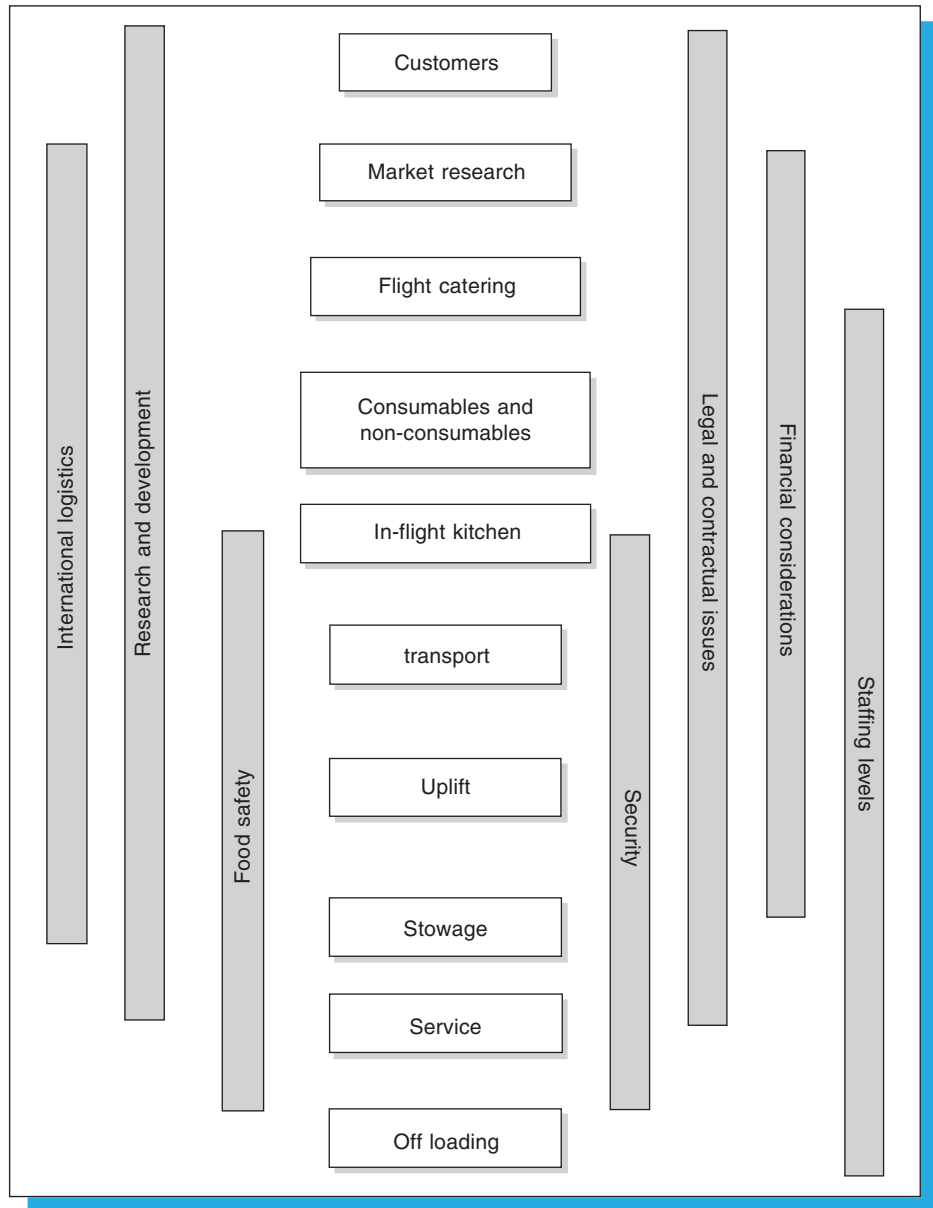 Customers
Market research
Flight catering
Consumables and
non-consumables
In-flight kitchen
transport
Uplift
Stowage
Service
Off loading
International logistics
Research and development
Food safety
Security
Legal and contractual issues
Financial considerations
Staffing levels